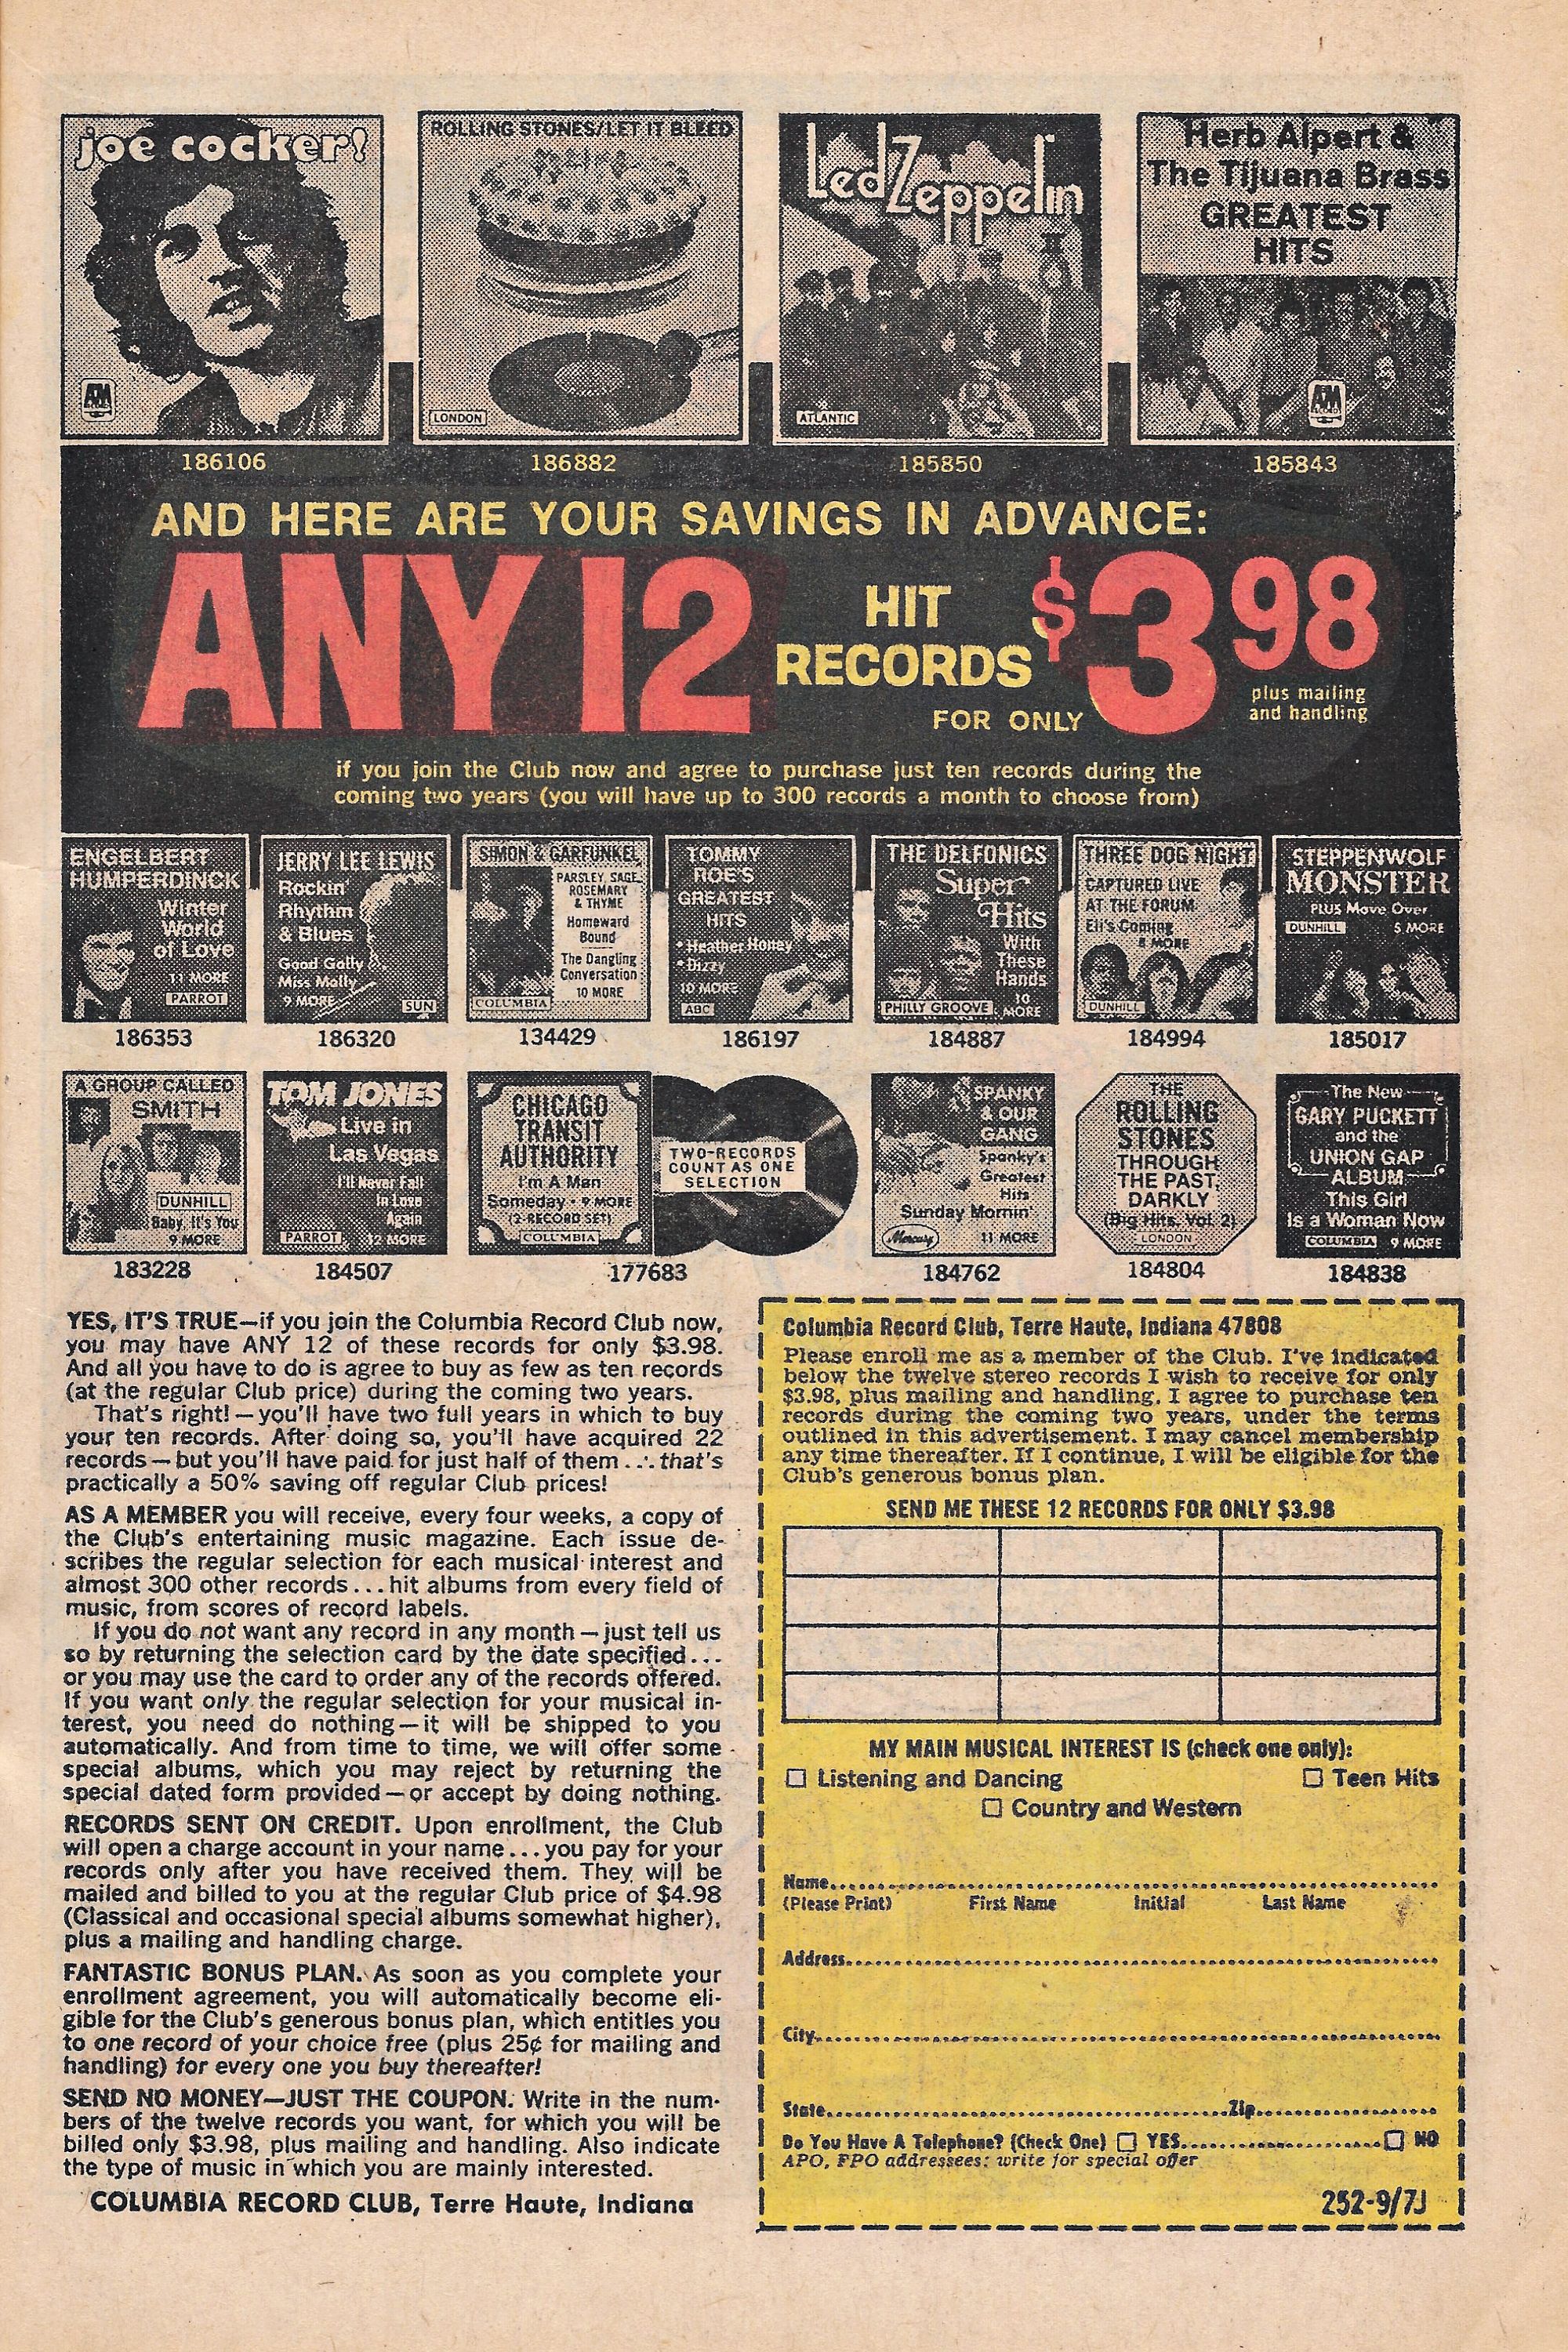 joe cocker!
A&M
186106
ROLLING STONES/LET IT BLEED
LONDON
186882
Led Zeppelin
ATLANTIC
185850
Herb Alpert &
The Tijuana Brass
GREATEST
HITS
A&M
185843
AND HERE ARE YOUR SAVINGS IN ADVANCE:
ANY 12
HIT
RECORDS
FOR ONLY
$3.98
plus mailing
and handling
if you join the Club now and agree to purchase just ten records during the
coming two years (you will have up to 300 records a month to choose from)
ENGELBERT
HUMPERDINCK
Winter
World
of Love
11 MORE
PARROT
186353
JERRY LEE LEWIS
Rockin'
Rhythm
& Blues
Good Golly
Miss Molly
9 MORE
SUN
186320
SIMON & GARFUNKEL
PARSLEY, SAGE,
ROSEMARY
& THYME
Homeward
Bound
The Dangling
Conversation
10 MORE
COLUMBIA
134429
TOMMY
ROE'S
GREATEST
HITS
• Heather Honey
• Dizzy
10 MORE
ABC
186197
THE DELFONICS
Super
Hits
With
These
Hands
10
MORE
PHILLY GROOVE
184887
THREE DOG NIGHT
CAPTURED LIVE
AT THE FORUM
Eli's Coming
8 MORE
DUNHILL
184994
STEPPENWOLF
MONSTER
PLUS Move Over
DUNHILL
5 MORE
185017
A GROUP CALLED
SMITH
DUNHILL
Baby, It's You
9 MORE
183228
TOM JONES
Live in
Las Vegas
I'll Never Fall
In Love
Again
PARROT
12 MORE
184507
CHICAGO
TRANSIT
AUTHORITY
I'm A Man
Someday • 9 MORE
(2-RECORD SET)
COLUMBIA
TWO-RECORDS
COUNT AS ONE
SELECTION
177683
SPANKY
& OUR
GANG
Spanky's
Greatest
Hits
Sunday Mornin'
Mercury
11 MORE
184762
THE
ROLLING
STONES
THROUGH
THE PAST,
DARKLY
(Big Hits, Vol. 2)
LONDON
184804
The New
GARY PUCKETT
and the
UNION GAP
ALBUM
This Girl
Is a Woman Now
COLUMBIA
9 MORE
184838
YES, IT'S TRUE—if you join the Columbia Record Club now,
you may have ANY 12 of these records for only $3.98.
And all you have to do is agree to buy as few as ten records
(at the regular Club price) during the coming two years.
That's right! — you'll have two full years in which to buy
your ten records. After doing so, you'll have acquired 22
records — but you'll have paid for just half of them ... that's
practically a 50% saving off regular Club prices!
AS A MEMBER you will receive, every four weeks, a copy of
the Club's entertaining music magazine. Each issue de-
scribes the regular selection for each musical interest and
almost 300 other records...hit albums from every field of
music, from scores of record labels.
If you do not want any record in any month — just tell us
so by returning the selection card by the date specified...
or you may use the card to order any of the records offered.
If you want only the regular selection for your musical in-
terest, you need do nothing — it will be shipped to you
automatically. And from time to time, we will offer some
special albums, which you may reject by returning the
special dated form provided — or accept by doing nothing.
RECORDS SENT ON CREDIT. Upon enrollment, the Club
will open a charge account in your name...you pay for your
records only after you have received them. They will be
mailed and billed to you at the regular Club price of $4.98
(Classical and occasional special albums somewhat higher),
plus a mailing and handling charge.
FANTASTIC BONUS PLAN. As soon as you complete your
enrollment agreement, you will automatically become eli-
gible for the Club's generous bonus plan, which entitles you
to one record of your choice free (plus 25¢ for mailing and
handling) for every one you buy thereafter!
SEND NO MONEY—JUST THE COUPON. Write in the num-
bers of the twelve records you want, for which you will be
billed only $3.98, plus mailing and handling. Also indicate
the type of music in which you are mainly interested.
COLUMBIA RECORD CLUB, Terre Haute, Indiana
Columbia Record Club, Terre Haute, Indiana 47808
Please enroll me as a member of the Club. I've indicated
below the twelve stereo records I wish to receive for only
$3.98, plus mailing and handling. I agree to purchase ten
records during the coming two years, under the terms
outlined in this advertisement. I may cancel membership
any time thereafter. If I continue, I will be eligible for the
Club's generous bonus plan.
SEND ME THESE 12 RECORDS FOR ONLY $3.98
MY MAIN MUSICAL INTEREST IS (check one only):
☐ Listening and Dancing ☐ Teen Hits
☐ Country and Western
Name
(Please Print) First Name Initial Last Name
Address
City
State Zip
Do You Have A Telephone? (Check One) ☐ YES ☐ NO
APO, FPO addressees: write for special offer
252-9/7J